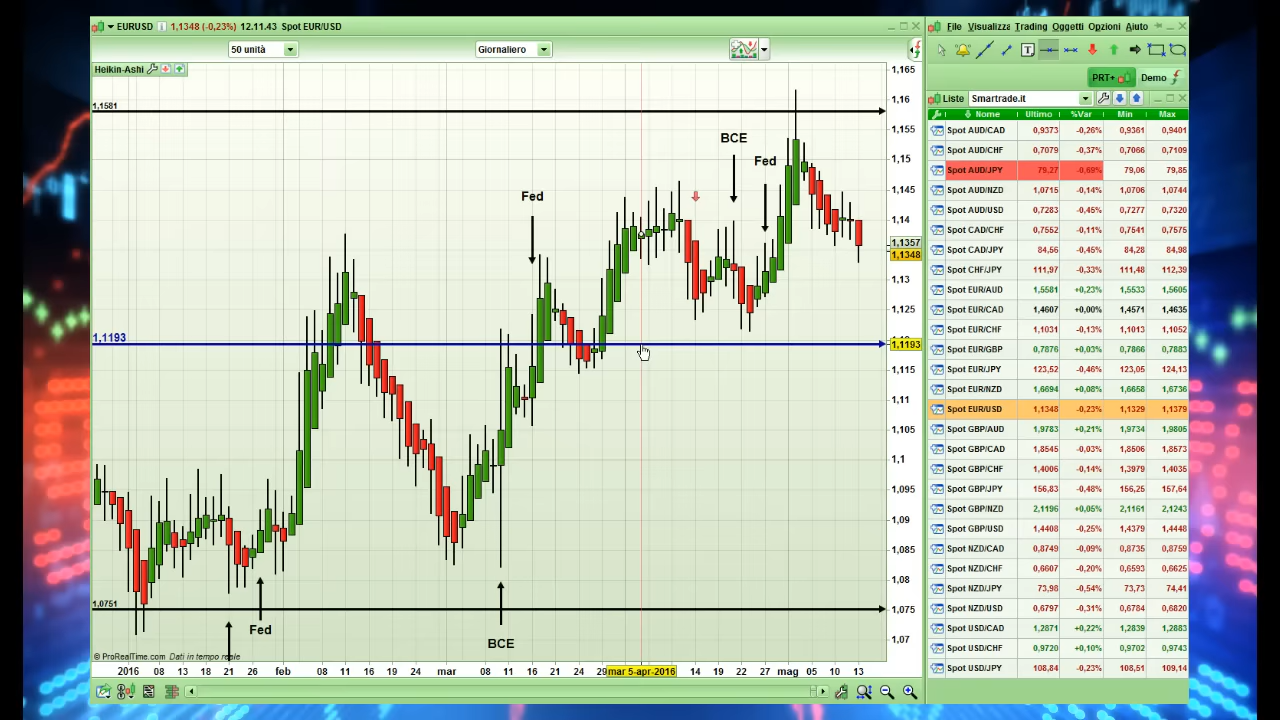 EURUSD 1,1348 (-0,23%) 12.11.43 Spot EUR/USD
50 unità Giornaliero
Heikin-Ashi
1,1581
BCE
Fed
Fed
1,1193
1,0751
Fed
BCE
© ProRealTime.com Dati in tempo reale
1,165
1,16
1,155
1,15
1,145
1,14
1,1357
1,1348
1,13
1,125
1,1193
1,115
1,11
1,105
1,1
1,095
1,09
1,085
1,08
1,075
1,07
2016 08 13 18 21 26 feb 08 11 16 19 24 mar 08 11 16 21 24 29 mar 5-apr-2016 14 19 22 27 mag 05 10 13
File Visualizza Trading Oggetti Opzioni Aiuto
PRT+ Demo
Liste Smartrade.it
Nome Ultimo %Var Min Max
Spot AUD/CAD 0,9373 -0,26% 0,9361 0,9401
Spot AUD/CHF 0,7079 -0,37% 0,7066 0,7109
Spot AUD/JPY 79,27 -0,69% 79,06 79,85
Spot AUD/NZD 1,0715 -0,14% 1,0706 1,0744
Spot AUD/USD 0,7283 -0,45% 0,7277 0,7320
Spot CAD/CHF 0,7552 -0,11% 0,7541 0,7575
Spot CAD/JPY 84,56 -0,45% 84,28 84,98
Spot CHF/JPY 111,97 -0,33% 111,48 112,39
Spot EUR/AUD 1,5581 +0,23% 1,5533 1,5605
Spot EUR/CAD 1,4607 +0,00% 1,4571 1,4635
Spot EUR/CHF 1,1031 -0,13% 1,1013 1,1052
Spot EUR/GBP 0,7876 +0,03% 0,7866 0,7883
Spot EUR/JPY 123,52 -0,46% 123,05 124,13
Spot EUR/NZD 1,6694 +0,08% 1,6658 1,6736
Spot EUR/USD 1,1348 -0,23% 1,1329 1,1379
Spot GBP/AUD 1,9783 +0,21% 1,9734 1,9805
Spot GBP/CAD 1,8545 -0,03% 1,8506 1,8573
Spot GBP/CHF 1,4006 -0,14% 1,3979 1,4035
Spot GBP/JPY 156,83 -0,48% 156,25 157,64
Spot GBP/NZD 2,1196 +0,05% 2,1161 2,1243
Spot GBP/USD 1,4408 -0,25% 1,4379 1,4448
Spot NZD/CAD 0,8749 -0,09% 0,8735 0,8759
Spot NZD/CHF 0,6607 -0,20% 0,6593 0,6625
Spot NZD/JPY 73,98 -0,54% 73,73 74,41
Spot NZD/USD 0,6797 -0,31% 0,6784 0,6820
Spot USD/CAD 1,2871 +0,22% 1,2839 1,2883
Spot USD/CHF 0,9720 +0,10% 0,9702 0,9743
Spot USD/JPY 108,84 -0,23% 108,51 109,14